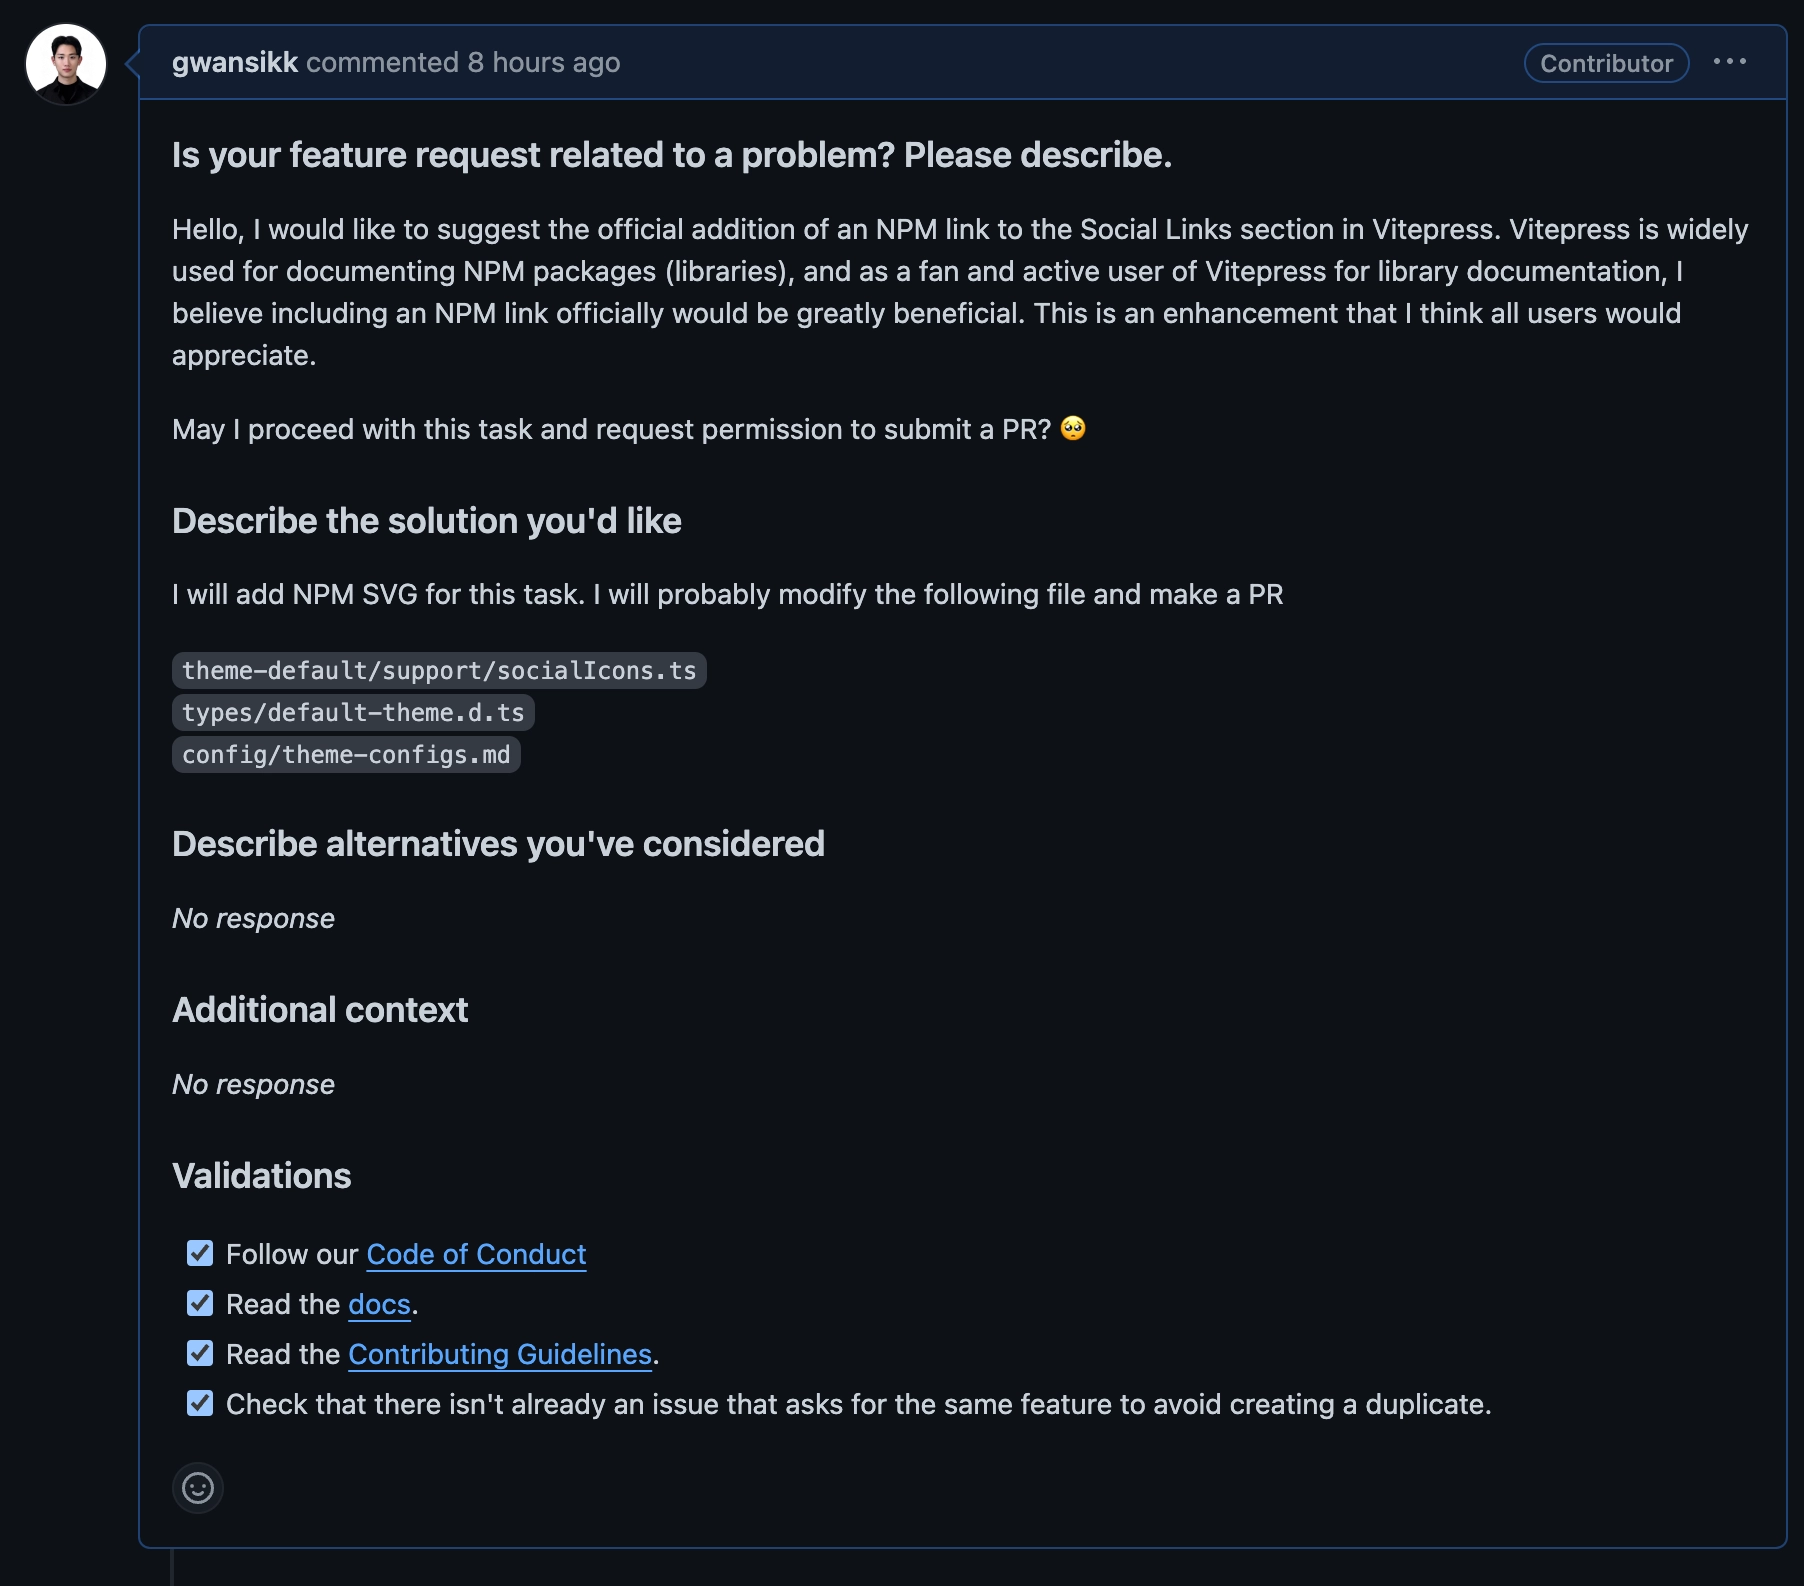 gwansikk commented 8 hours ago
Contributor
Is your feature request related to a problem? Please describe.
Hello, I would like to suggest the official addition of an NPM link to the Social Links section in Vitepress. Vitepress is widely
used for documenting NPM packages (libraries), and as a fan and active user of Vitepress for library documentation, I
believe including an NPM link officially would be greatly beneficial. This is an enhancement that I think all users would
appreciate.
May I proceed with this task and request permission to submit a PR? 🥺
Describe the solution you'd like
I will add NPM SVG for this task. I will probably modify the following file and make a PR
theme-default/support/socialIcons.ts
types/default-theme.d.ts
config/theme-configs.md
Describe alternatives you've considered
No response
Additional context
No response
Validations
Follow our Code of Conduct
Read the docs.
Read the Contributing Guidelines.
Check that there isn't already an issue that asks for the same feature to avoid creating a duplicate.